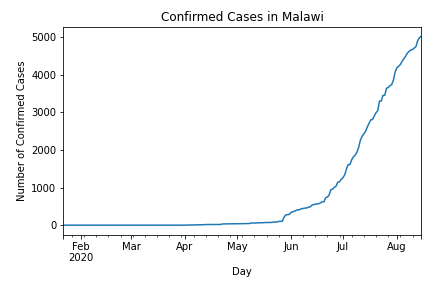 Confirmed Cases in Malawi
5000
4000
3000
2000
1000
0
Number of Confirmed Cases
Feb Mar Apr May Jun Jul Aug
2020
Day